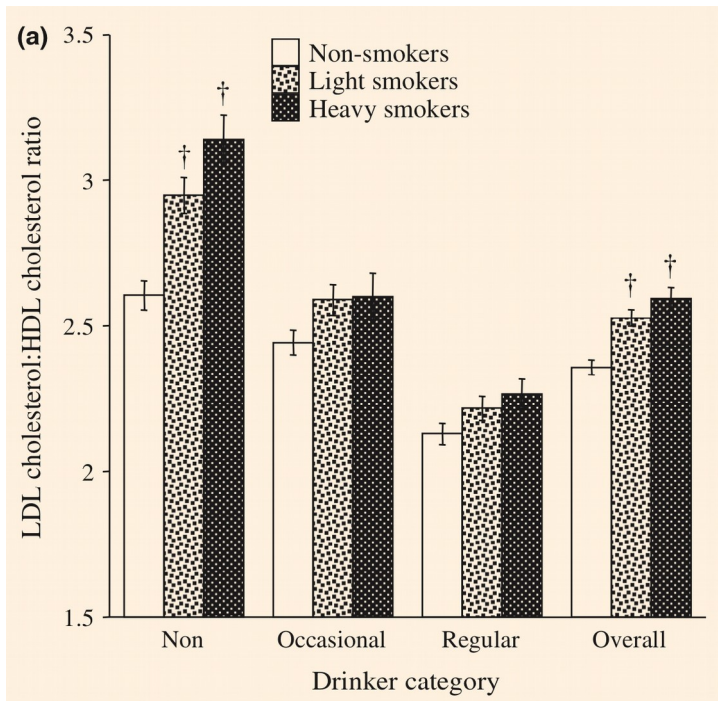 (a)
3.5
3
2.5
2
1.5
LDL cholesterol:HDL cholesterol ratio
Non-smokers
Light smokers
Heavy smokers
†
†
†
†
Non
Occasional
Regular
Overall
Drinker category